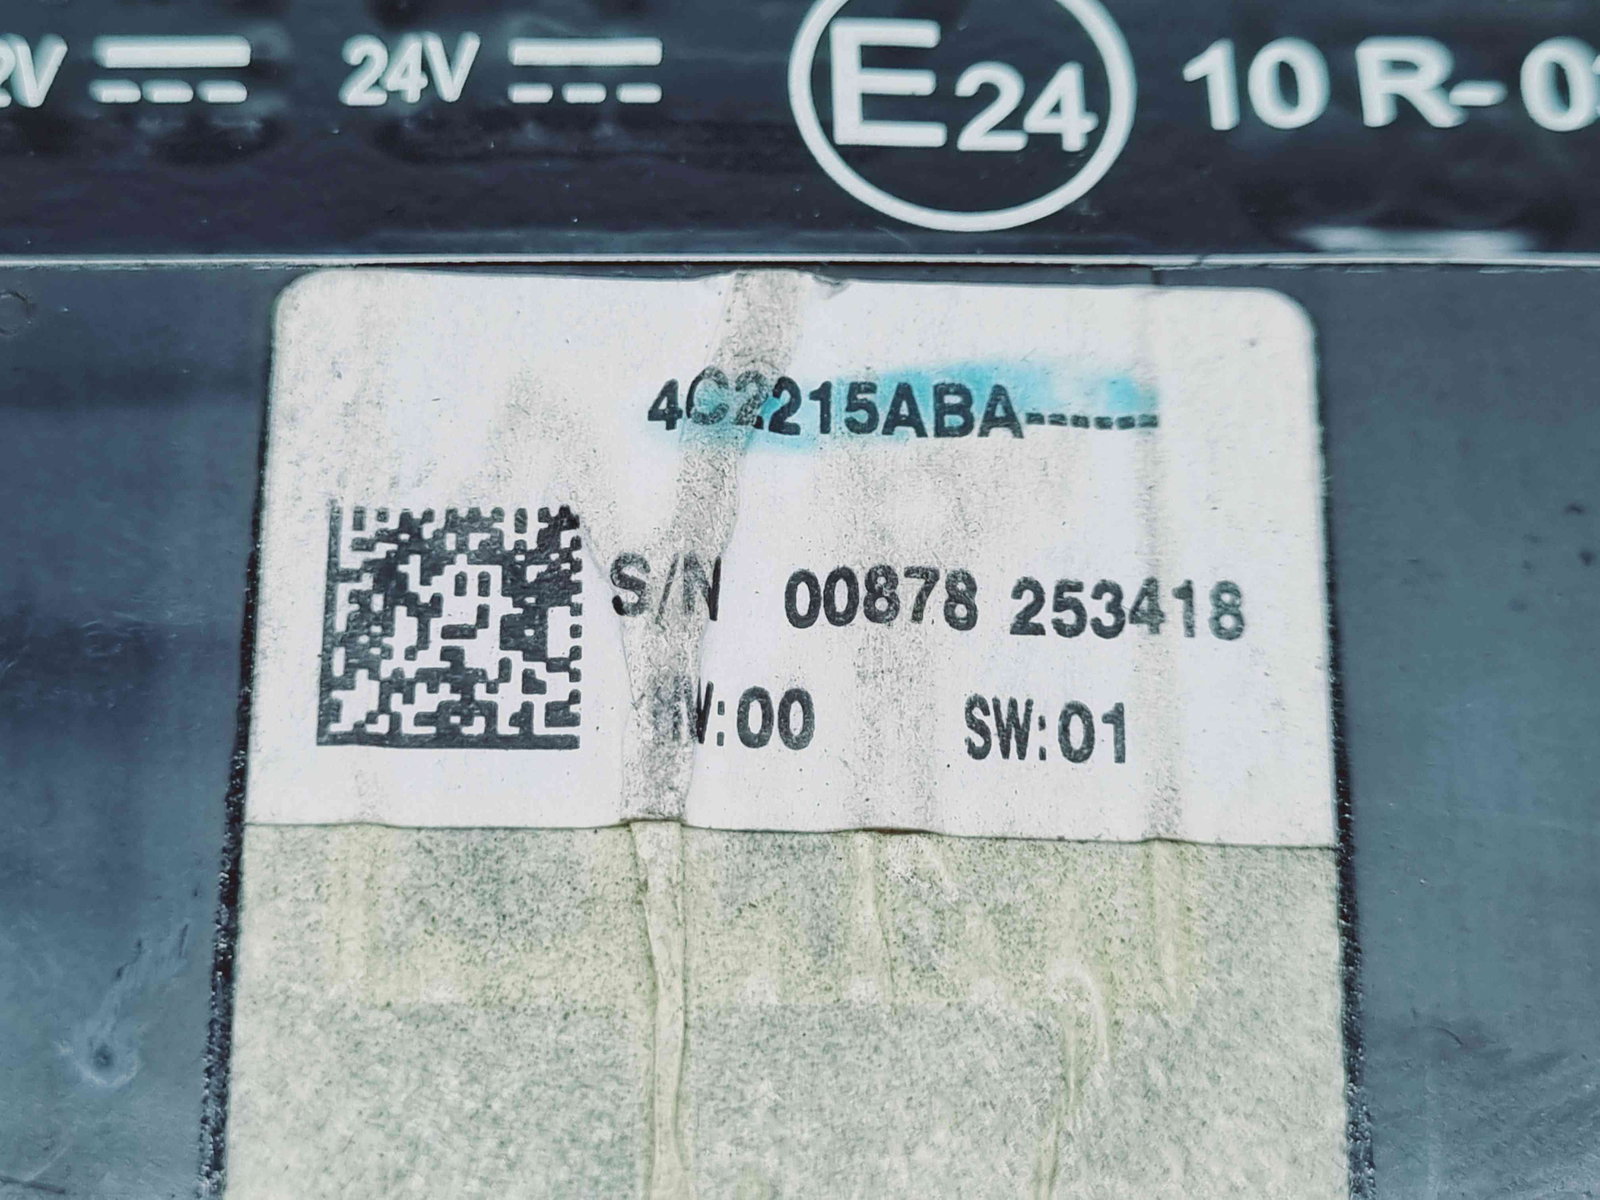 2V 24V E24 10 R-0
4C2215ABA------
S/N 00878 253418
W:00 SW:01